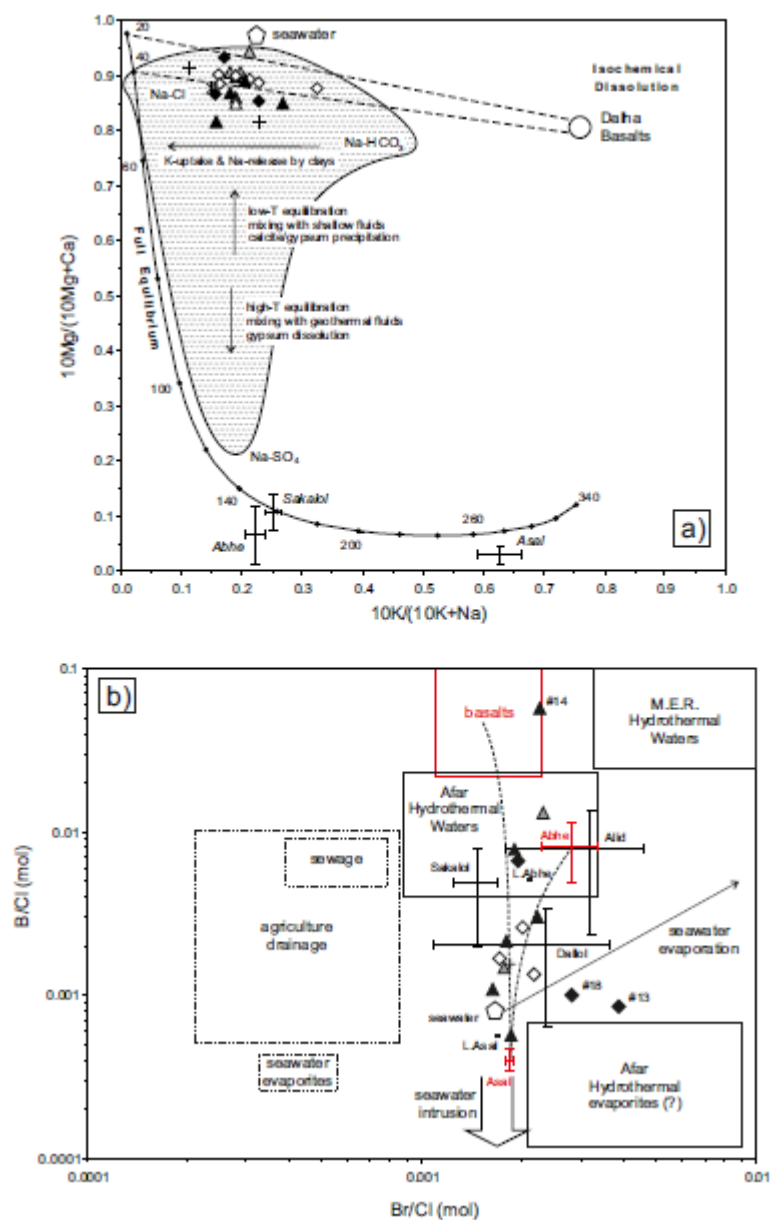 a)
1.0
0.9
0.8
0.7
0.6
0.5
0.4
0.3
0.2
0.1
0.0
10Mg/(10Mg+Ca)
20
seawater
40
Isochemical
Dissolution
Na-Cl
Dalha
Basalts
Na-HCO3
60
K-uptake & Na-release by clays
low-T equilibration
mixing with shallow fluids
calcite/gypsum precipitation
Full Equilibrium
high-T equilibration
mixing with geothermal fluids
gypsum dissolution
100
Na-SO4
140
Sakalol
340
260
Abhe
200
Asal
0.0
0.1
0.2
0.3
0.4
0.5
0.6
0.7
0.8
0.9
1.0
10K/(10K+Na)
b)
0.1
0.01
0.001
0.0001
B/Cl (mol)
basalts
#14
M.E.R.
Hydrothermal
Waters
Afar
Hydrothermal
Waters
Abhe
Alid
sewage
Sakalol
L.Abhe
agriculture
drainage
seawater
evaporation
Dallol
#18
#13
seawater
L.Asal
seawater
evaporites
Asal
Afar
Hydrothermal
evaporites (?)
seawater
intrusion
0.0001
0.001
0.01
Br/Cl (mol)